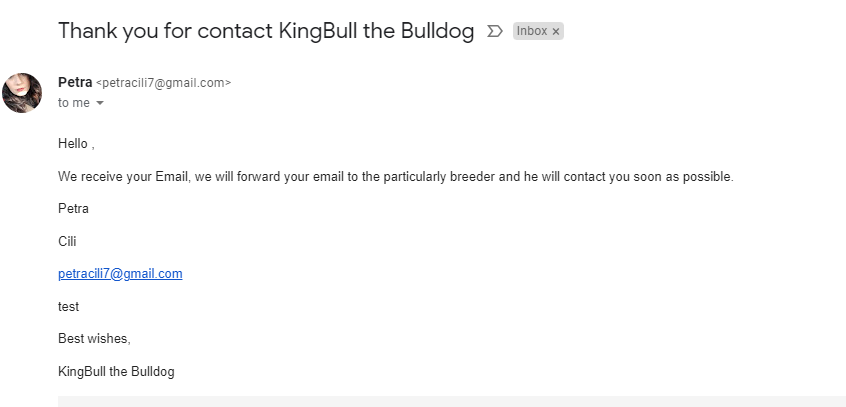 Thank you for contact KingBull the Bulldog Inbox x
Petra <petracili7@gmail.com>
to me
Hello ,
We receive your Email, we will forward your email to the particularly breeder and he will contact you soon as possible.
Petra
Cili
petracili7@gmail.com
test
Best wishes,
KingBull the Bulldog